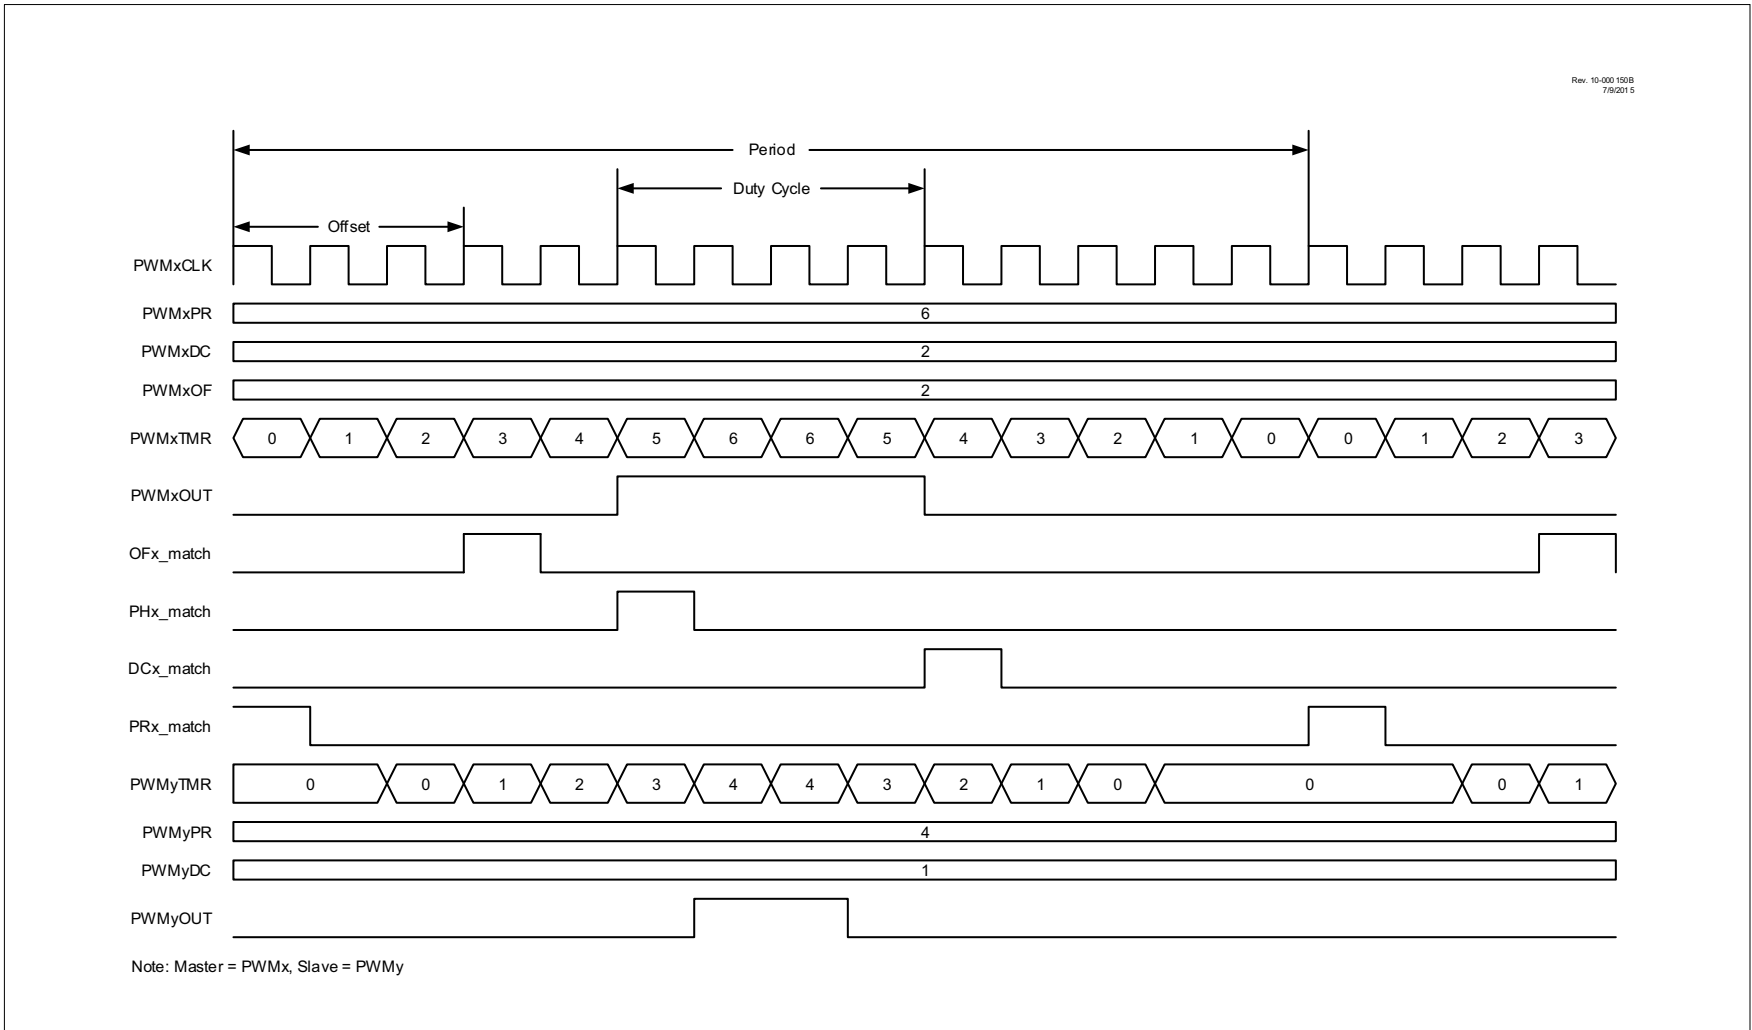 Rev. 10-000 150B
7/9/201 5
Period
Duty Cycle
Offset
PWMxCLK
PWMxPR 6
PWMxDC 2
PWMxOF 2
PWMxTMR 0 1 2 3 4 5 6 6 5 4 3 2 1 0 0 1 2 3
PWMxOUT
OFx_match
PHx_match
DCx_match
PRx_match
PWMyTMR 0 0 1 2 3 4 4 3 2 1 0 0 0 1
PWMyPR 4
PWMyDC 1
PWMyOUT
Note: Master = PWMx, Slave = PWMy